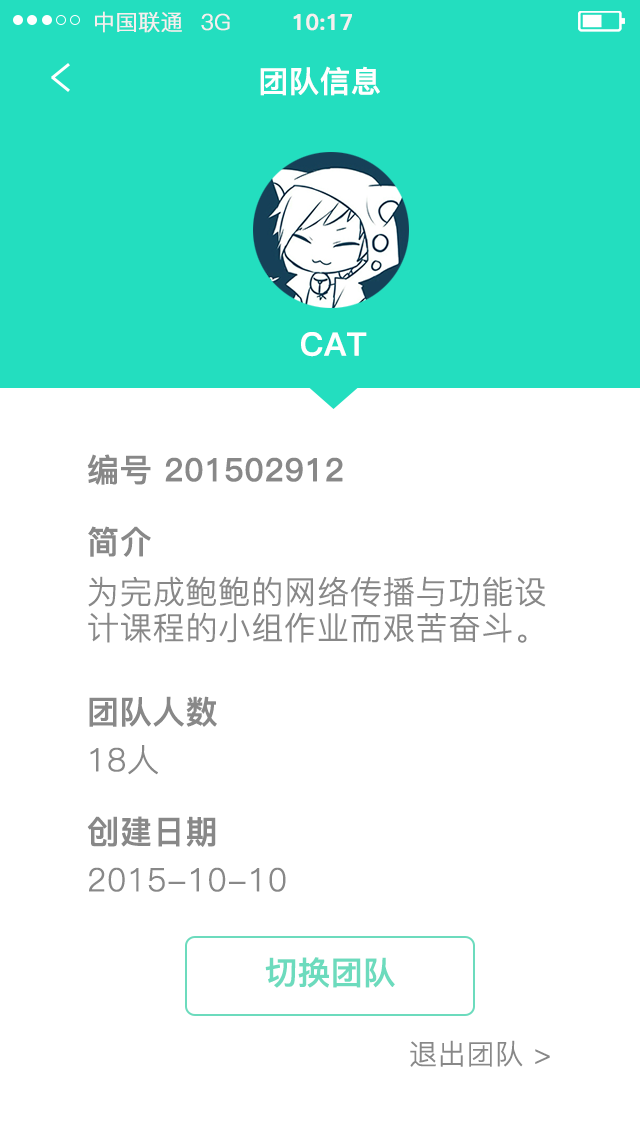 中国联通 3G 10:17
团队信息
CAT
编号 201502912
简介
为完成鲍鲍的网络传播与功能设
计课程的小组作业而艰苦奋斗。
团队人数
18人
创建日期
2015-10-10
切换团队
退出团队 >